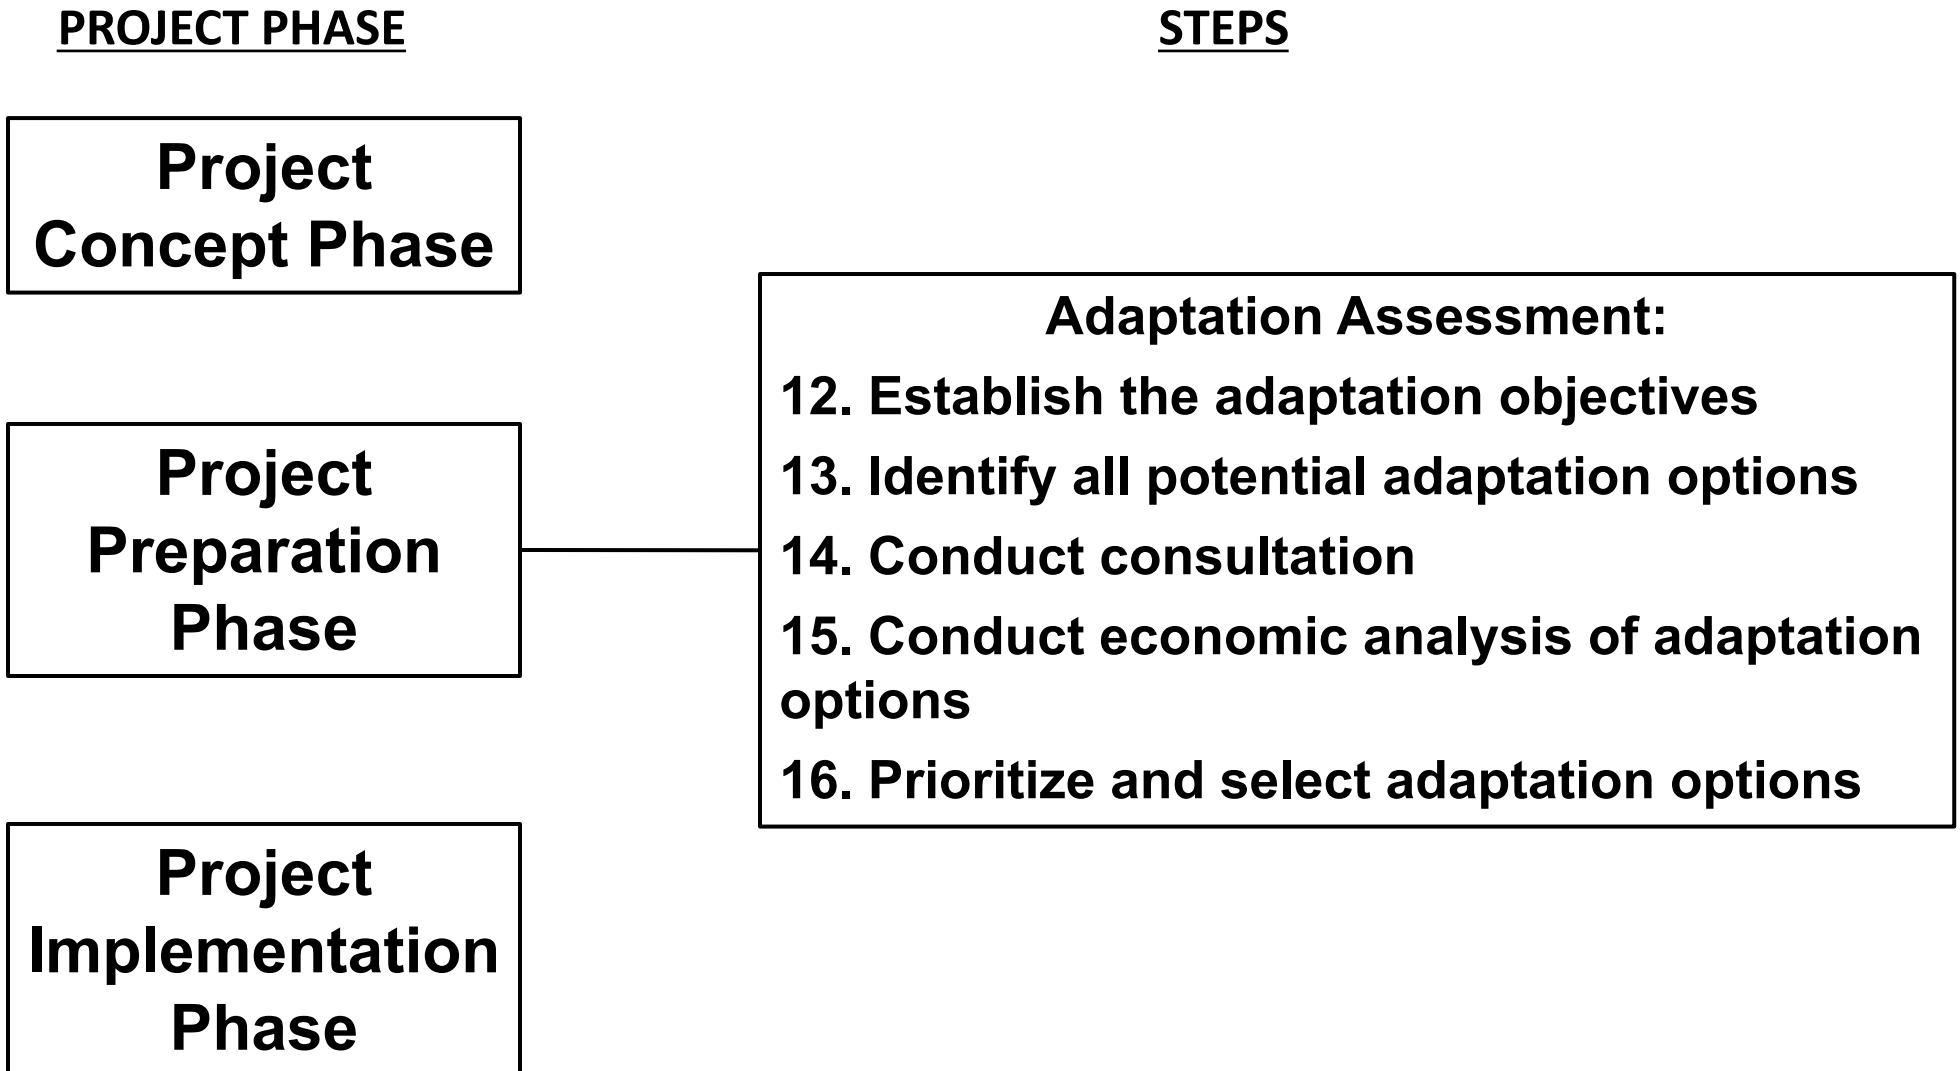 PROJECT PHASE
STEPS
Project
Concept Phase
Project
Preparation
Phase
Project
Implementation
Phase
Adaptation Assessment:
12. Establish the adaptation objectives
13. Identify all potential adaptation options
14. Conduct consultation
15. Conduct economic analysis of adaptation
options
16. Prioritize and select adaptation options